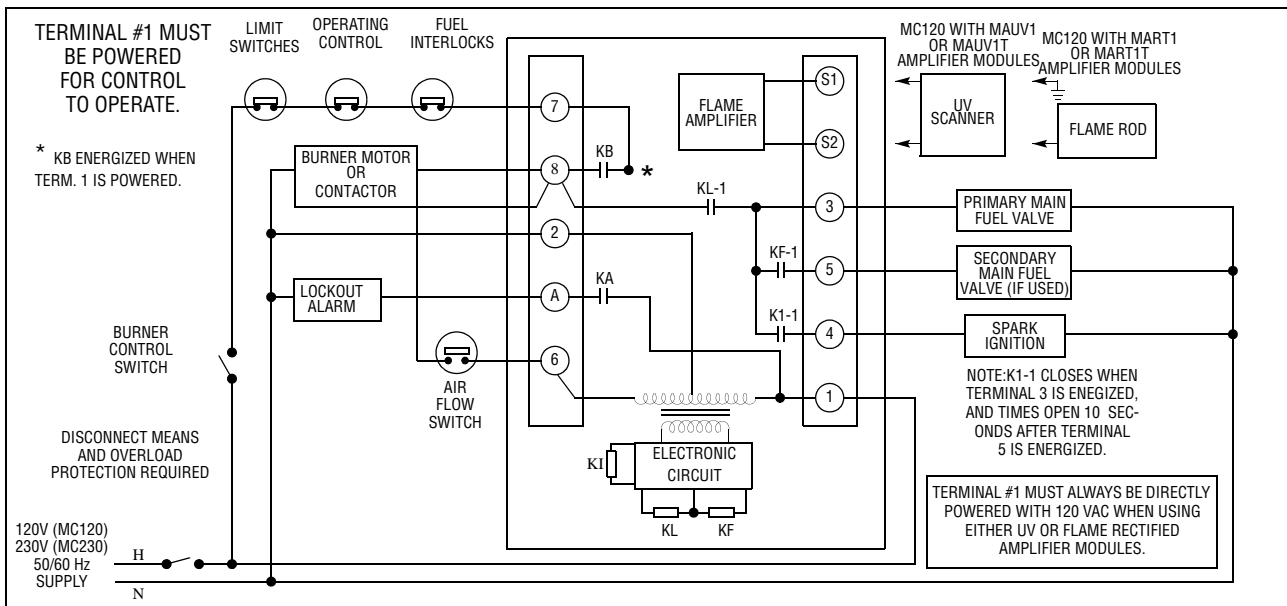 TERMINAL #1 MUST
BE POWERED
FOR CONTROL
TO OPERATE.
* KB ENERGIZED WHEN
TERM. 1 IS POWERED.
LIMIT
SWITCHES
OPERATING
CONTROL
FUEL
INTERLOCKS
MC120 WITH MAUV1
OR MAUV1T
AMPLIFIER MODULES
MC120 WITH MART1
OR MART1T
AMPLIFIER MODULES
7
FLAME
AMPLIFIER
S1
S2
UV
SCANNER
FLAME ROD
BURNER MOTOR
OR
CONTACTOR
8
KB
*
KL-1
3
PRIMARY MAIN
FUEL VALVE
2
KF-1
5
SECONDARY
MAIN FUEL
VALVE (IF USED)
LOCKOUT
ALARM
A
KA
K1-1
4
SPARK
IGNITION
BURNER
CONTROL
SWITCH
AIR
FLOW
SWITCH
6
1
NOTE:K1-1 CLOSES WHEN
TERMINAL 3 IS ENEGIZED,
AND TIMES OPEN 10 SEC-
ONDS AFTER TERMINAL
5 IS ENERGIZED.
DISCONNECT MEANS
AND OVERLOAD
PROTECTION REQUIRED
KI
ELECTRONIC
CIRCUIT
KL
KF
TERMINAL #1 MUST ALWAYS BE DIRECTLY
POWERED WITH 120 VAC WHEN USING
EITHER UV OR FLAME RECTIFIED
AMPLIFIER MODULES.
120V (MC120)
230V (MC230)
50/60 Hz
SUPPLY
H
N